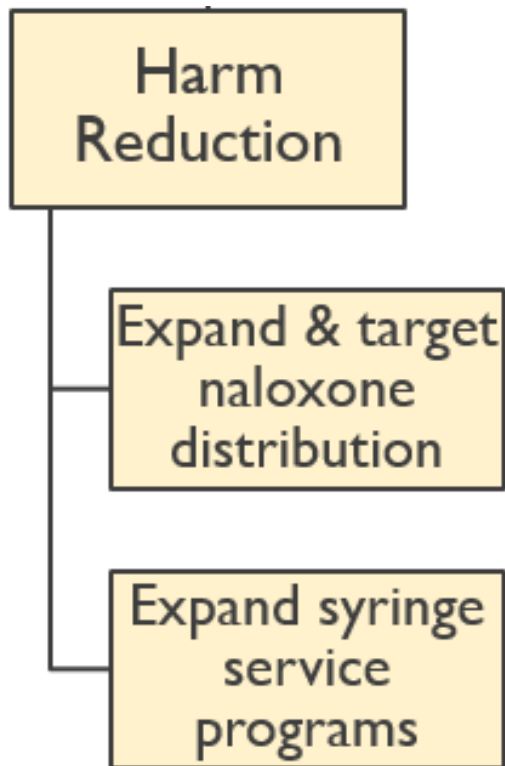 Harm
Reduction
Expand & target
naloxone
distribution
Expand syringe
service
programs